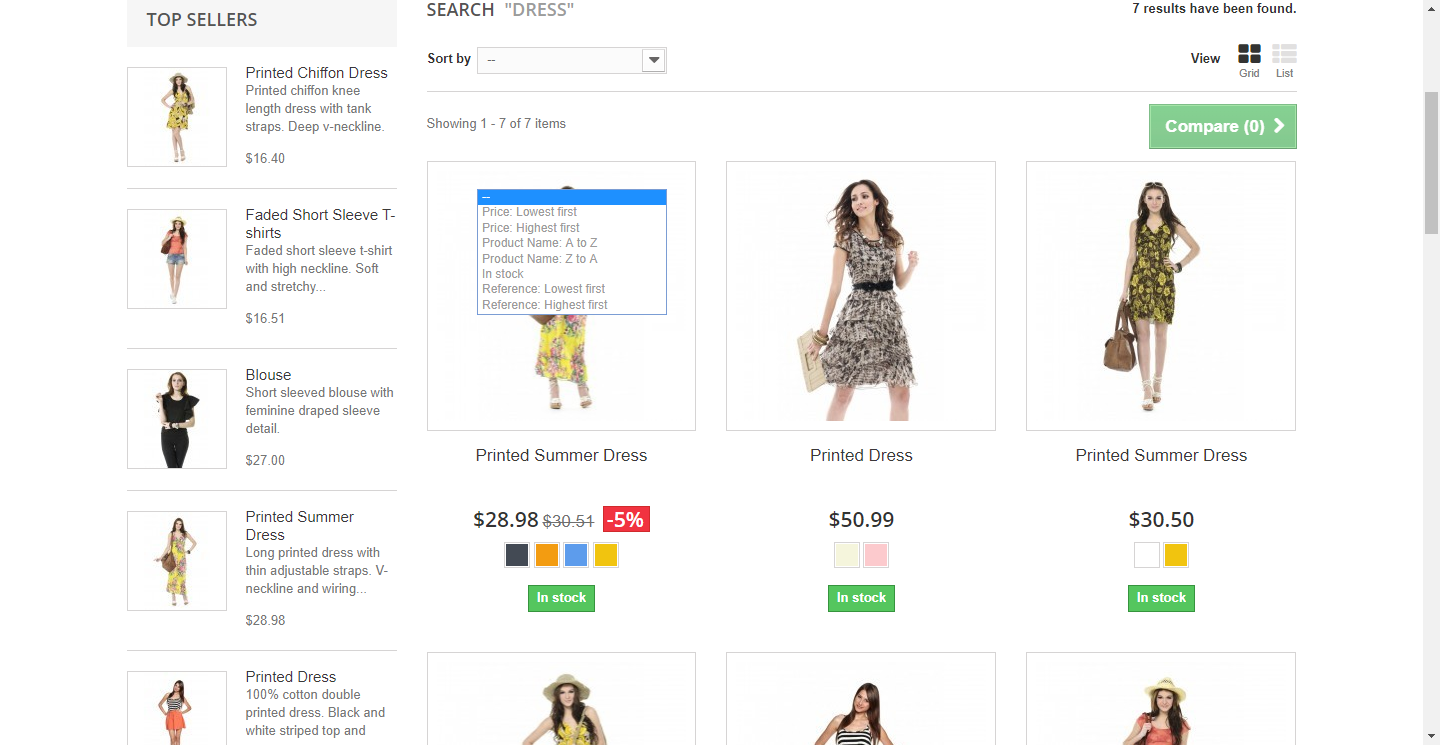 TOP SELLERS
Printed Chiffon Dress
Printed chiffon knee
length dress with tank
straps. Deep v-neckline.
$16.40
Faded Short Sleeve T-
shirts
Faded short sleeve t-shirt
with high neckline. Soft
and stretchy...
$16.51
Blouse
Short sleeved blouse with
feminine draped sleeve
detail.
$27.00
Printed Summer
Dress
Long printed dress with
thin adjustable straps. V-
neckline and wiring...
$28.98
Printed Dress
100% cotton double
printed dress. Black and
white striped top and
SEARCH "DRESS"
7 results have been found.
Sort by --
View
Grid List
Showing 1 - 7 of 7 items
Compare (0)
--
Price: Lowest first
Price: Highest first
Product Name: A to Z
Product Name: Z to A
In stock
Reference: Lowest first
Reference: Highest first
Printed Summer Dress
$28.98 $30.51 -5%
In stock
Printed Dress
$50.99
In stock
Printed Summer Dress
$30.50
In stock